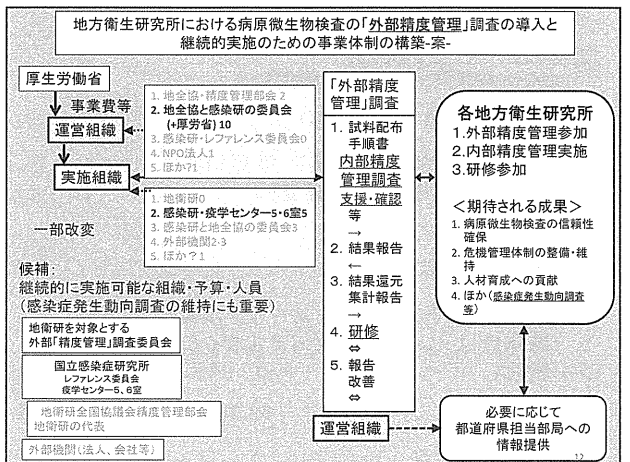 地方衛生研究所における病原微生物検査の「外部精度管理」調査の導入と
継続的実施のための事業体制の構築-案-
厚生労働省
事業費等
運営組織
実施組織
一部改変
1. 地全協・精度管理部会 2
2. 地全協と感染研の委員会
(+厚労省) 10
3. 感染研・レファレンス委員会0
4. NPO法人1
5. ほか?1
1. 地衛研0
2. 感染研・疫学センター5・6室5
3. 感染研と地全協の委員会3
4. 外部機関2-3
5. ほか？1
候補:
継続的に実施可能な組織・予算・人員
(感染症発生動向調査の維持にも重要)
地衛研を対象とする
外部「精度管理」調査委員会
国立感染症研究所
レファレンス委員会
疫学センター5、6室
地衛研全国協議会精度管理部会
地衛研の代表
外部機関(法人、会社等)
「外部精度
管理」調査
1. 試料配布
手順書
内部精度
管理調査
支援・確認
等
→
2. 結果報告
←
3. 結果還元
集計報告
→
4. 研修
⇔
5. 報告
改善
⇔
運営組織
各地方衛生研究所
1.外部精度管理参加
2.内部精度管理実施
3.研修参加
＜期待される成果＞
1. 病原微生物検査の信頼性
確保
2. 危機管理体制の整備・維
持
3. 人材育成への貢献
4. ほか(感染症発生動向調査
等)
必要に応じて
都道府県担当部局への
情報提供
12